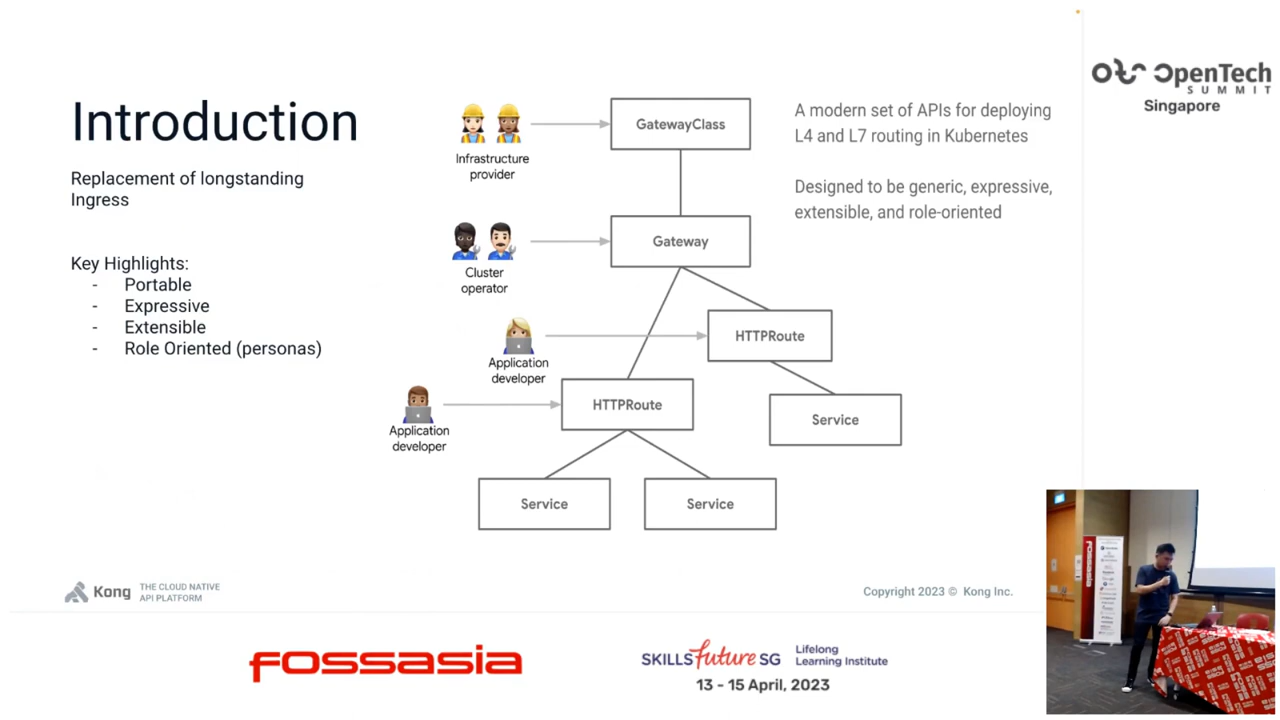 OpenTech
SUMMIT
Singapore
Introduction
Replacement of longstanding
Ingress
Key Highlights:
- Portable
- Expressive
- Extensible
- Role Oriented (personas)
Infrastructure
provider
GatewayClass
Cluster
operator
Gateway
Application
developer
HTTPRoute
Service
Application
developer
HTTPRoute
Service
Service
A modern set of APIs for deploying
L4 and L7 routing in Kubernetes
Designed to be generic, expressive,
extensible, and role-oriented
Kong
THE CLOUD NATIVE
API PLATFORM
Copyright 2023 © Kong Inc.
fossasia
SKILLSfuture SG
Lifelong
Learning Institute
13 - 15 April, 2023
fossasia